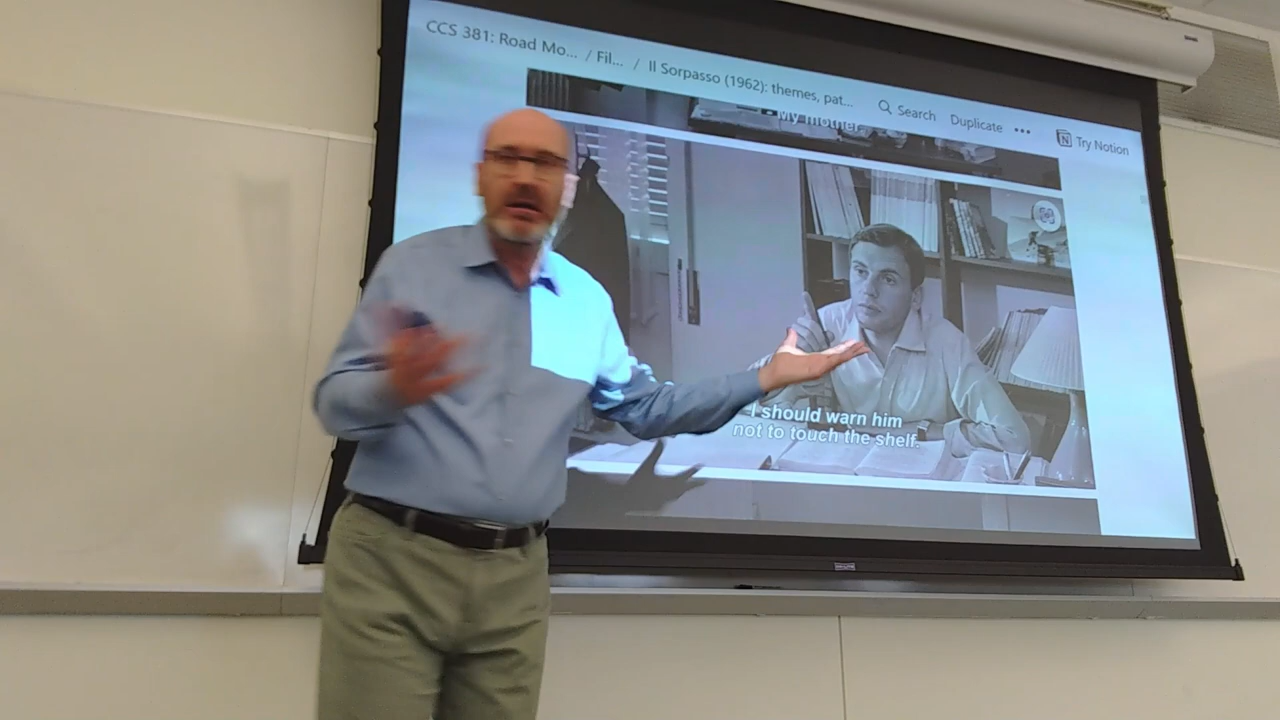 CCS 381: Road Mo... / Fil... / Il Sorpasso (1962): themes, pat...
Search
Duplicate
•••
Try Notion
- My mother.
I should warn him
not to touch the shelf.